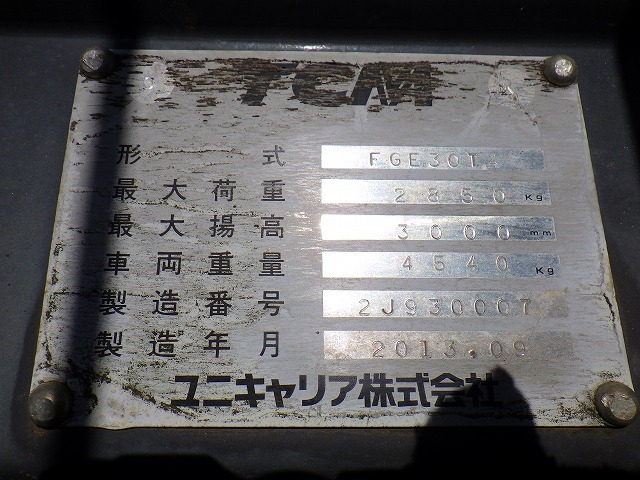 TCM
形式 FGE30T
最大荷重 2850 Kg
最大揚高 3000 mm
車両重量 4540 Kg
製造番号 2J930007
製造年月 2013.09
ユニキャリア株式会社